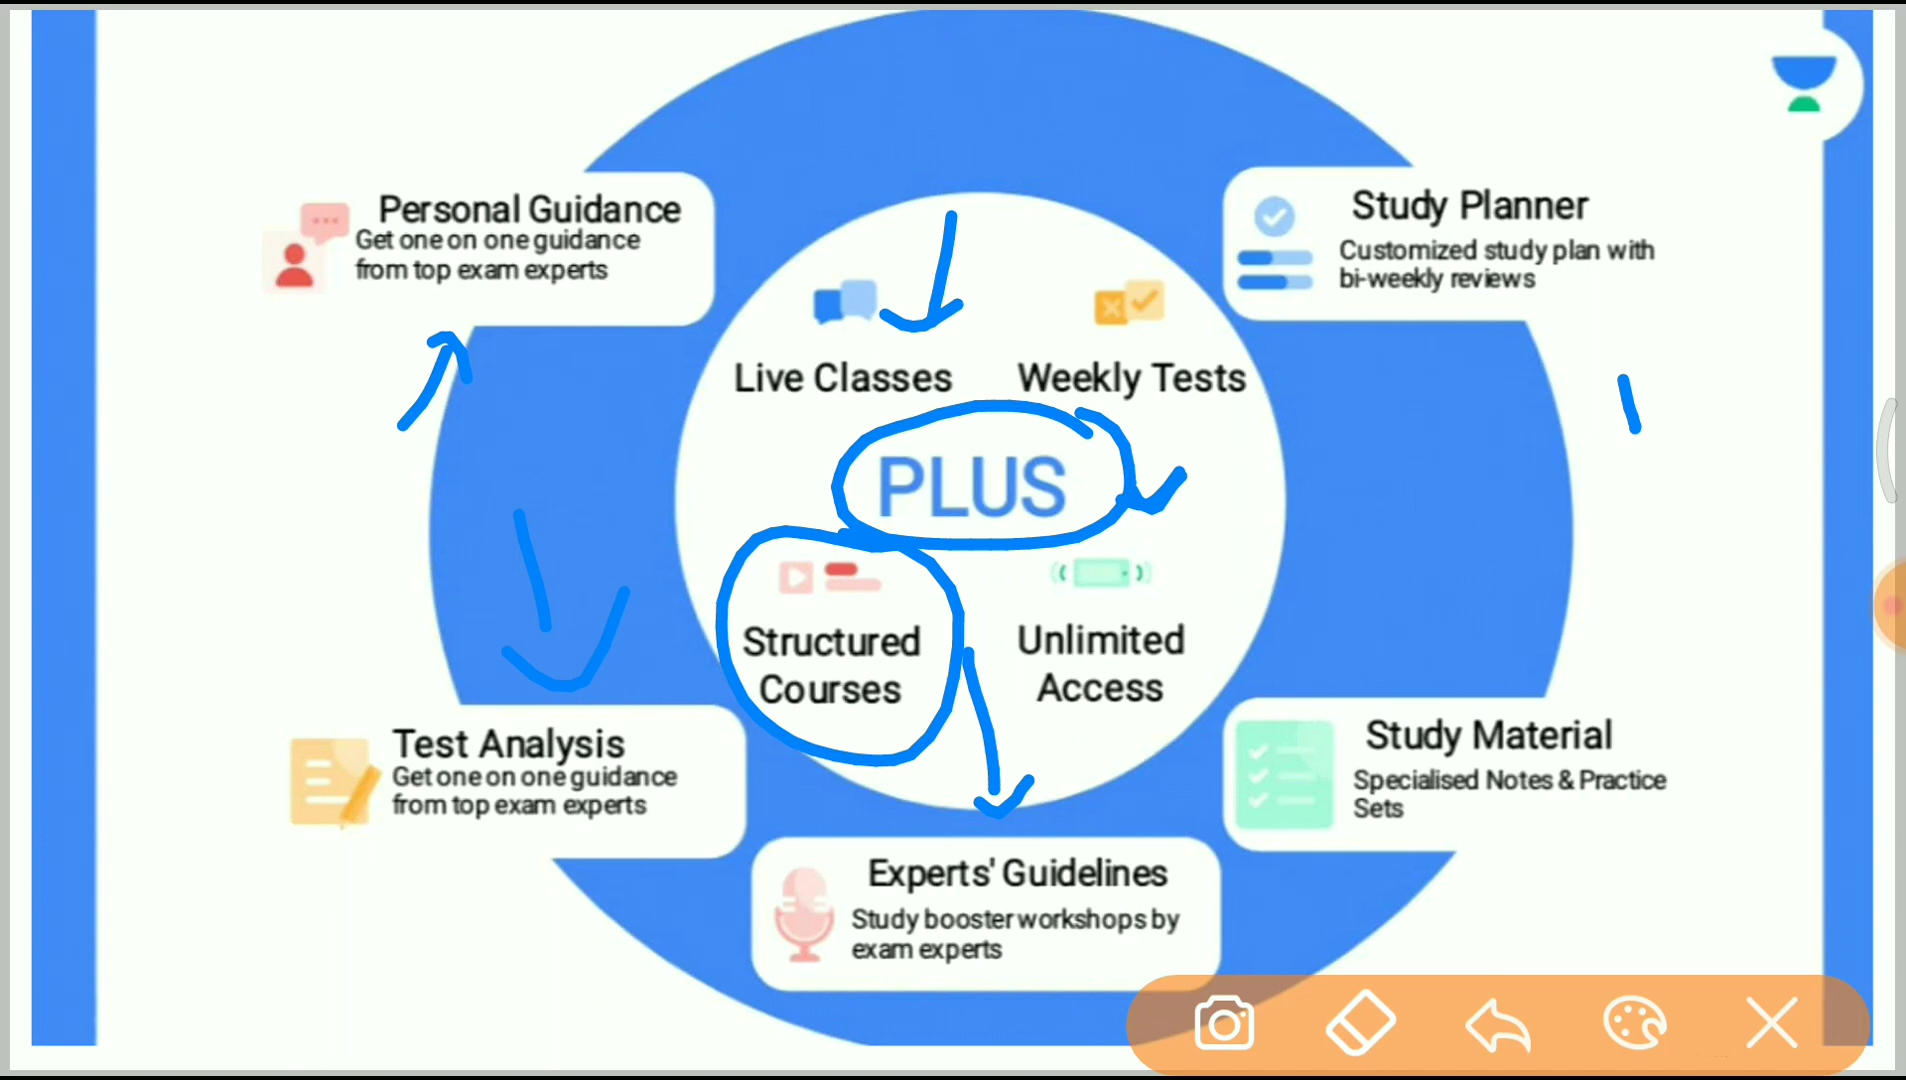 Personal Guidance
Get one on one guidance
from top exam experts
Study Planner
Customized study plan with
bi-weekly reviews
Live Classes
Weekly Tests
PLUS
Structured
Courses
Unlimited
Access
Test Analysis
Get one on one guidance
from top exam experts
Study Material
Specialised Notes & Practice
Sets
Experts' Guidelines
Study booster workshops by
exam experts